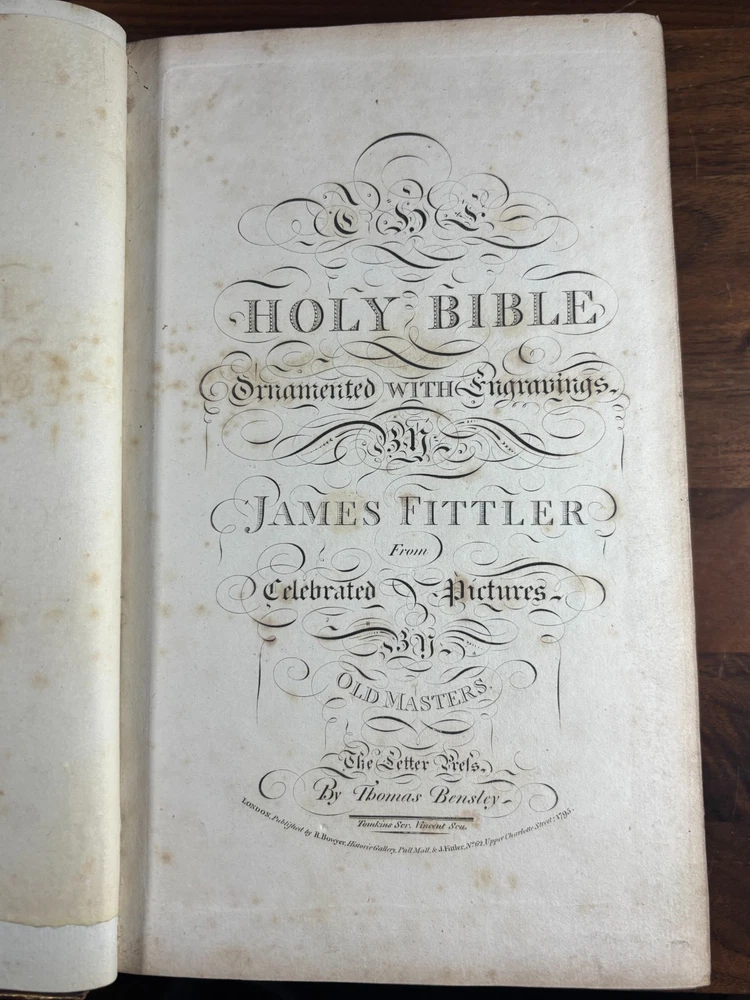 THE
HOLY BIBLE
Ornamented WITH Engravings.
BY
JAMES FITTLER
From
Celebrated Pictures
BY
OLD MASTERS.
The Letter Preſs,
By Thomas Bensley
Tomkins Scr. Vincent Scu.
LONDON, Published by R. Bowyer, Historic Gallery, Pall Mall, & J. Fittler, No. 62, Upper Charlotte Street: 1795.